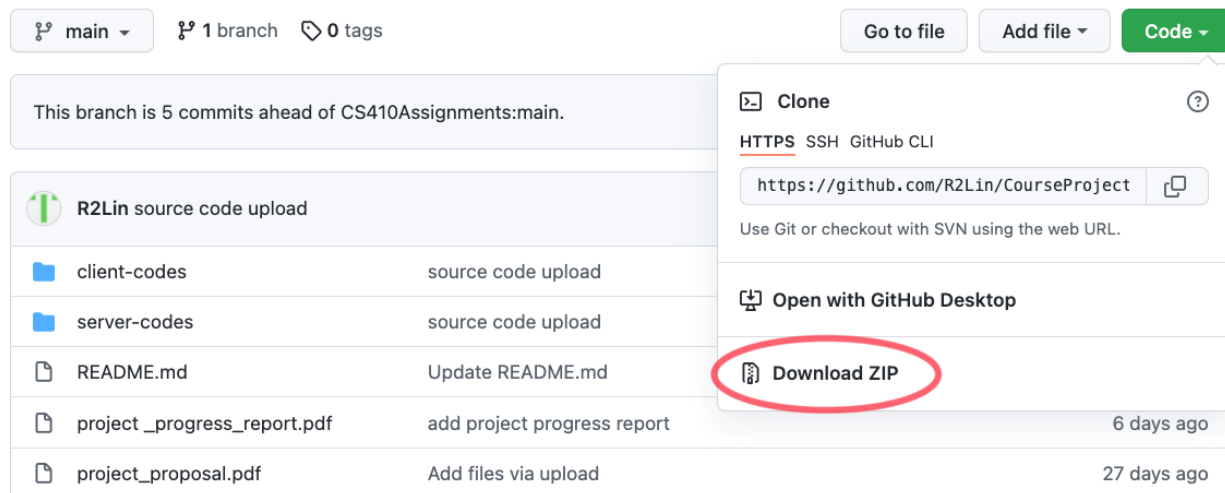 main 1 branch 0 tags Go to file Add file Code
This branch is 5 commits ahead of CS410Assignments:main.
Clone
HTTPS SSH GitHub CLI
https://github.com/R2Lin/CourseProject
Use Git or checkout with SVN using the web URL.
Open with GitHub Desktop
Download ZIP
R2Lin source code upload
client-codes source code upload
server-codes source code upload
README.md Update README.md
project _progress_report.pdf add project progress report 6 days ago
project_proposal.pdf Add files via upload 27 days ago